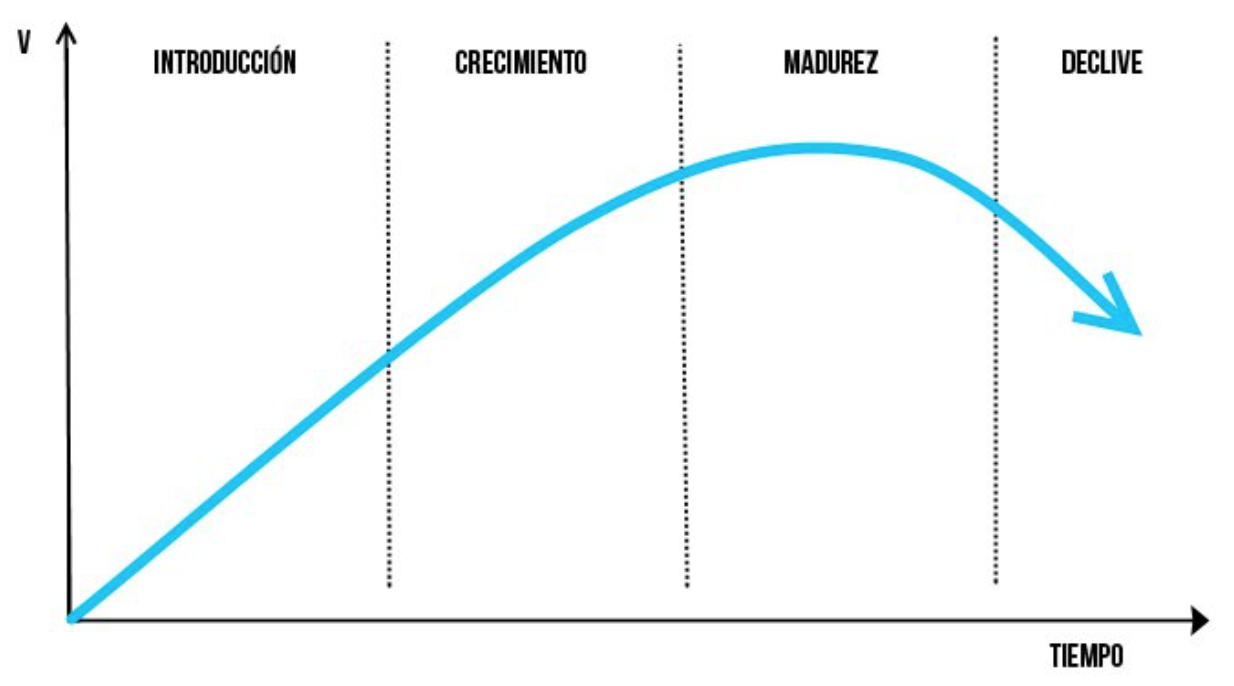 V
INTRODUCCIÓN
CRECIMIENTO
MADUREZ
DECLIVE
TIEMPO